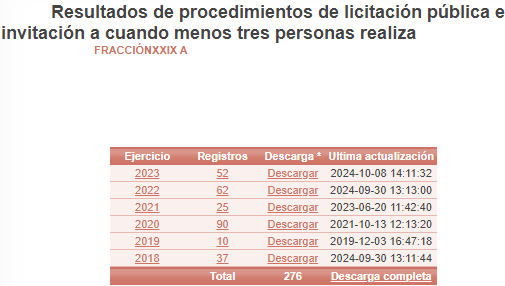 Resultados de procedimientos de licitación pública e
invitación a cuando menos tres personas realiza
FRACCIÓNXXIX A
Ejercicio Registros Descarga * Ultima actualización
2023 52 Descargar 2024-10-08 14:11:32
2022 62 Descargar 2024-09-30 13:13:00
2021 25 Descargar 2023-06-20 11:42:40
2020 90 Descargar 2021-10-13 12:13:20
2019 10 Descargar 2019-12-03 16:47:18
2018 37 Descargar 2024-09-30 13:11:44
Total 276 Descarga completa